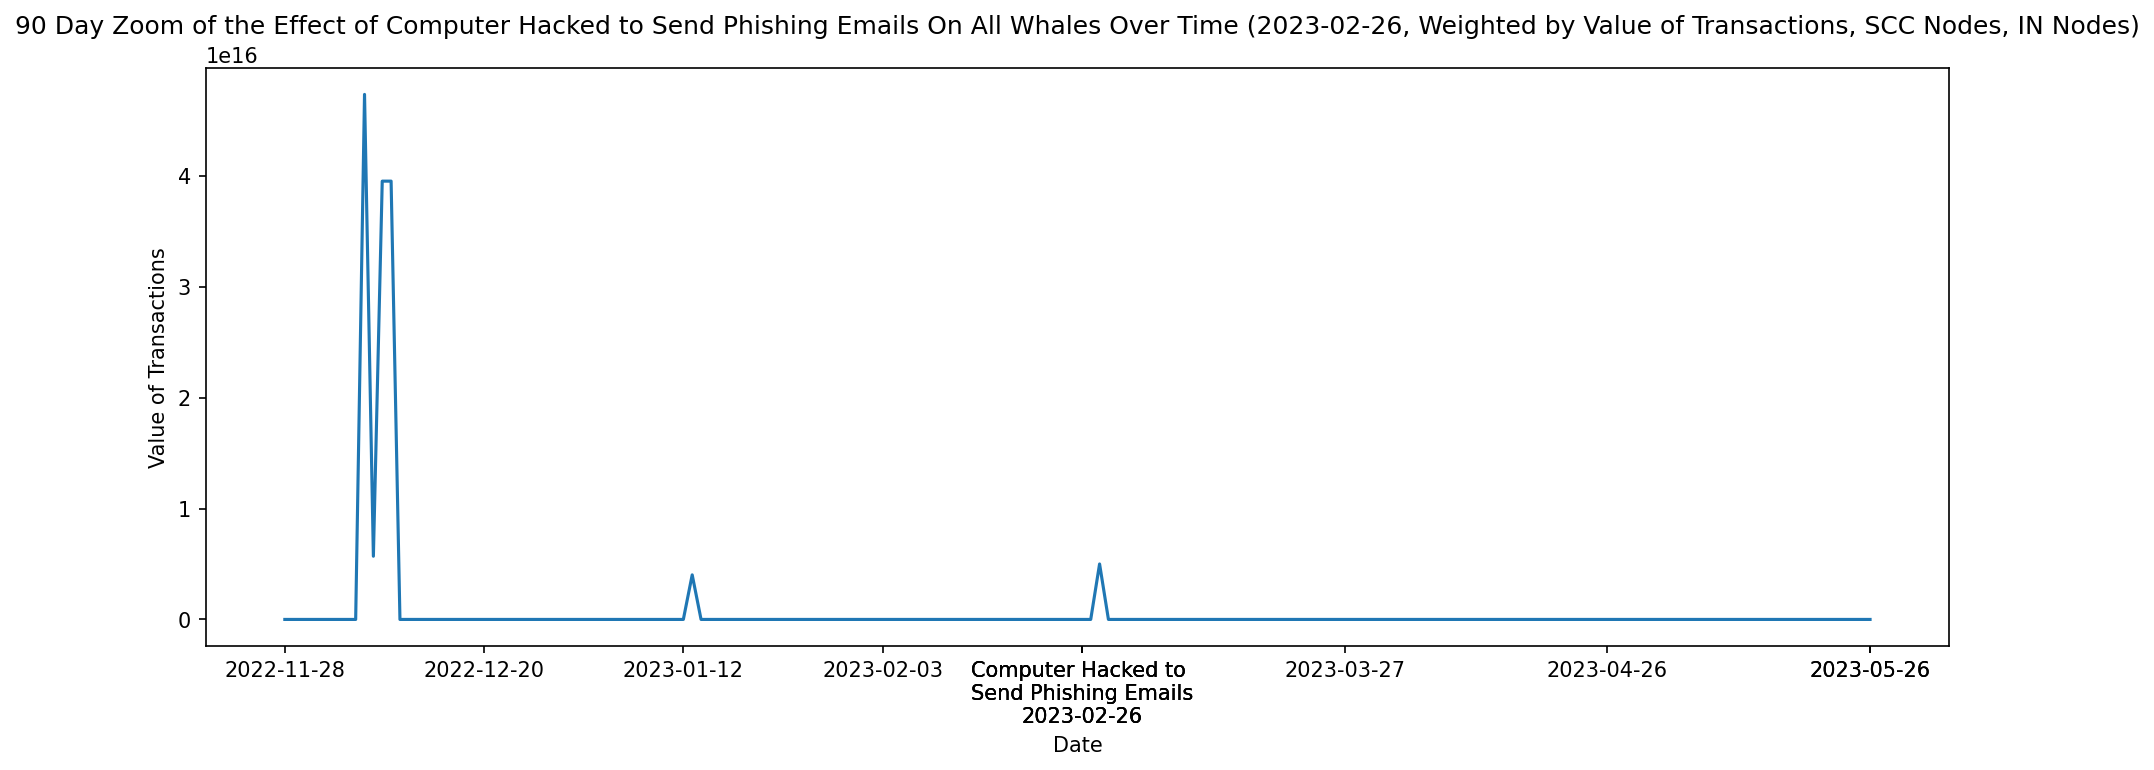 90 Day Zoom of the Effect of Computer Hacked to Send Phishing Emails On All Whales Over Time (2023-02-26, Weighted by Value of Transactions, SCC Nodes, IN Nodes)
1e16
4
3
2
1
0
Value of Transactions
2022-11-28
2022-12-20
2023-01-12
2023-02-03
Computer Hacked to
Send Phishing Emails
2023-02-26
2023-03-27
2023-04-26
2023-05-26
Date